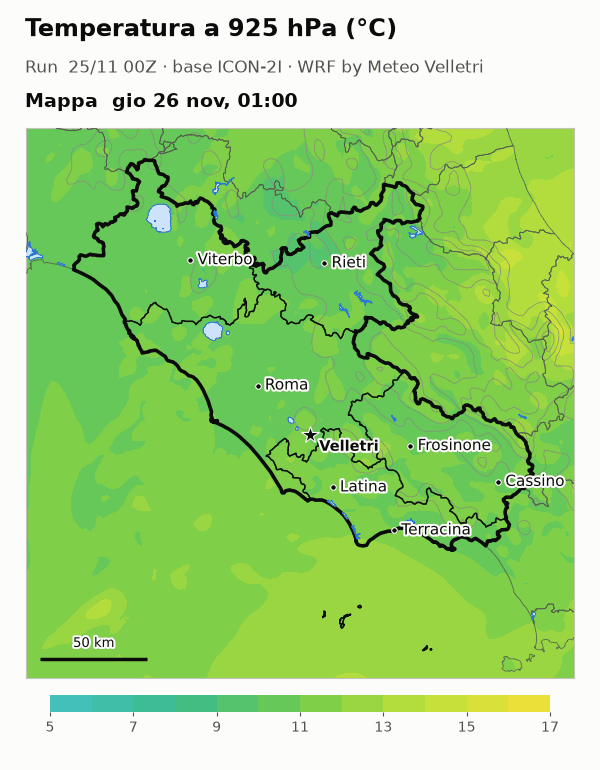 Temperatura a 925 hPa (°C)
Run  25/11 00Z · base ICON-2I · WRF by Meteo Velletri
Mappa  gio 26 nov, 01:00
Viterbo
Rieti
Roma
Velletri
Frosinone
Latina
Cassino
Terracina
50 km
5 7 9 11 13 15 17